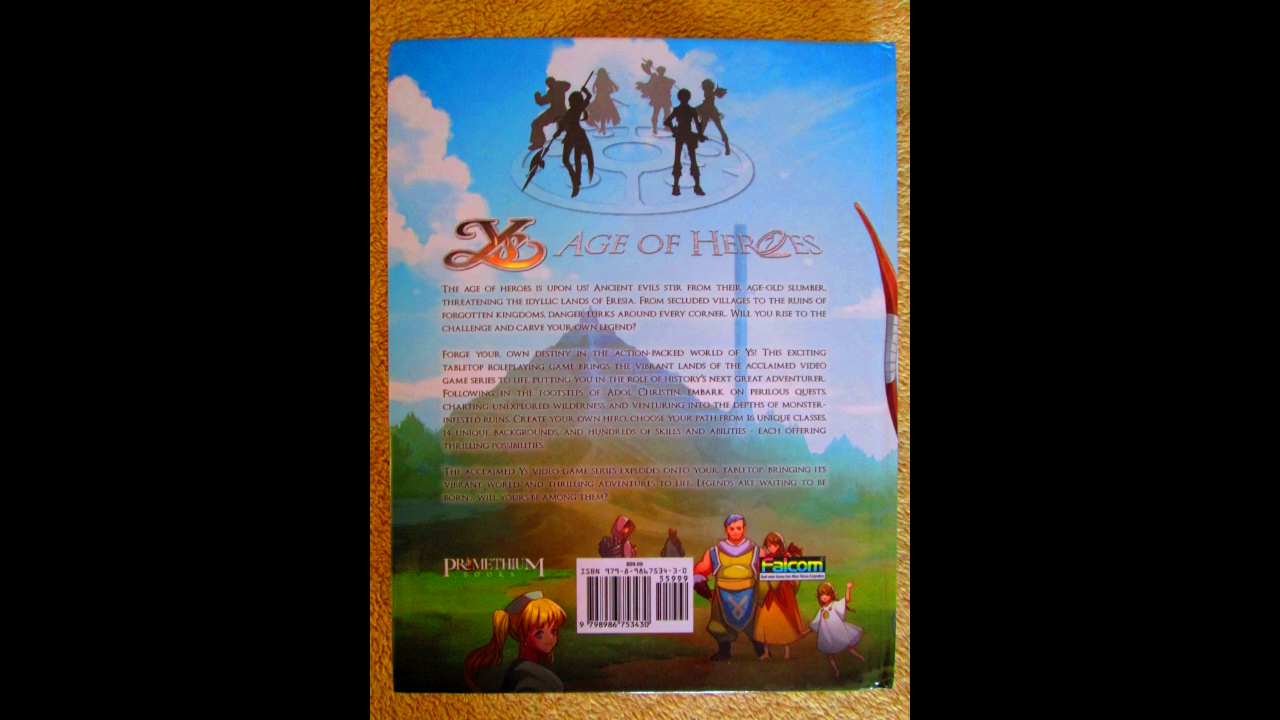 Ys AGE OF HEROES
THE AGE OF HEROES IS UPON US! ANCIENT EVILS STIR FROM THEIR AGE-OLD SLUMBER,
THREATENING THE IDYLLIC LANDS OF ERESIA. FROM SECLUDED VILLAGES TO THE RUINS OF
FORGOTTEN KINGDOMS, DANGER LURKS AROUND EVERY CORNER. WILL YOU RISE TO THE
CHALLENGE AND CARVE YOUR OWN LEGEND?
FORGE YOUR OWN DESTINY IN THE ACTION-PACKED WORLD OF YS! THIS EXCITING
TABLETOP ROLEPLAYING GAME BRINGS THE VIBRANT LANDS OF THE ACCLAIMED VIDEO
GAME SERIES TO LIFE, PUTTING YOU IN THE ROLE OF HISTORY'S NEXT GREAT ADVENTURER.
FOLLOWING IN THE FOOTSTEPS OF ADOL CHRISTIN, EMBARK ON PERILOUS QUESTS,
CHARTING UNEXPLORED WILDERNESS AND VENTURING INTO THE DEPTHS OF MONSTER-
INFESTED RUINS. CREATE YOUR OWN HERO, CHOOSE YOUR PATH FROM 16 UNIQUE CLASSES,
14 UNIQUE BACKGROUNDS, AND HUNDREDS OF SKILLS AND ABILITIES - EACH OFFERING
THRILLING POSSIBILITIES.
THE ACCLAIMED YS VIDEO GAME SERIES EXPLODES ONTO YOUR TABLETOP, BRINGING ITS
VIBRANT WORLD AND THRILLING ADVENTURES TO LIFE. LEGENDS ARE WAITING TO BE
BORN - WILL YOURS BE AMONG THEM?
PROMETHIUM
BOOKS
$59.99
ISBN 979-8-9867534-3-0
55999
9 798986 753430
Falcom